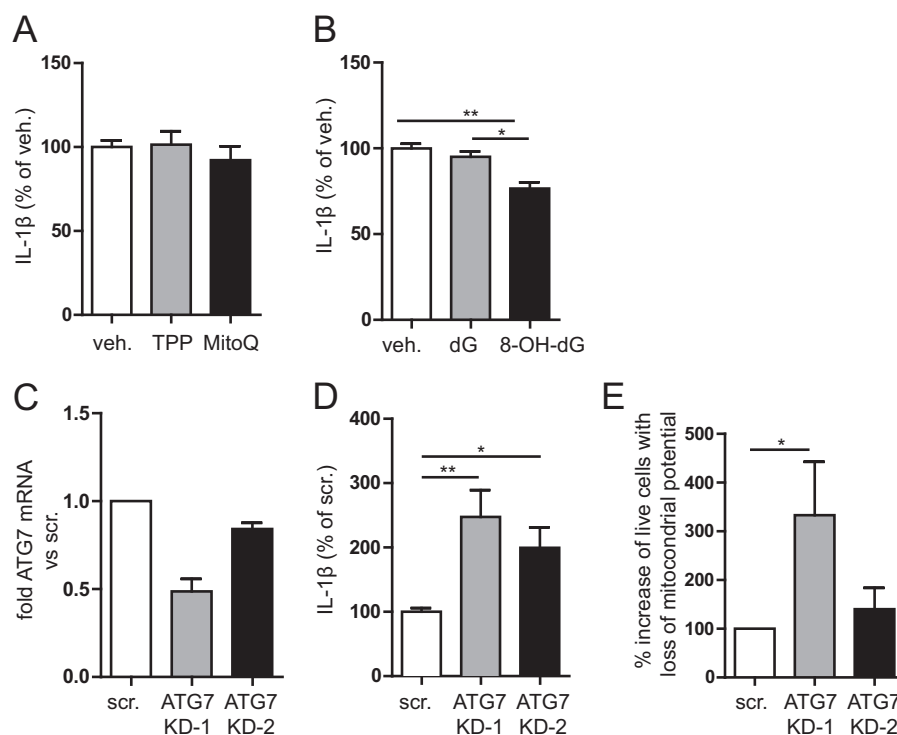 A
IL-1β (% of veh.)
150
100
50
0
veh. TPP MitoQ
B
IL-1β (% of veh.)
150
100
50
0
**
*
veh. dG 8-OH-dG
C
fold ATG7 mRNA
vs scr.
1.5
1.0
0.5
0.0
scr. ATG7 ATG7
KD-1 KD-2
D
IL-1β (% of scr.)
400
300
200
100
0
*
**
scr. ATG7 ATG7
KD-1 KD-2
E
% increase of live cells with
loss of mitocondrial potential
500
400
300
200
100
0
*
scr. ATG7 ATG7
KD-1 KD-2